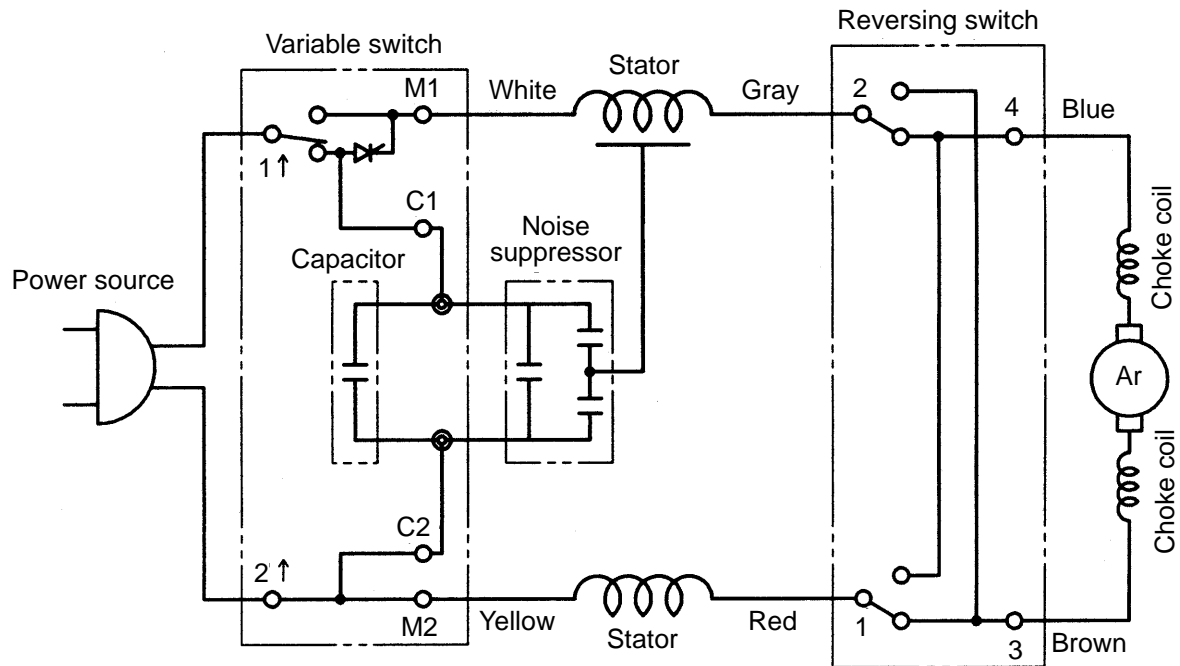 Reversing switch
Variable switch
Stator
M1
White
Gray
2
4
Blue
1↑
C1
Noise
suppressor
Capacitor
Choke coil
Power source
Ar
Choke coil
C2
2↑
M2
Yellow
Stator
Red
1
3
Brown